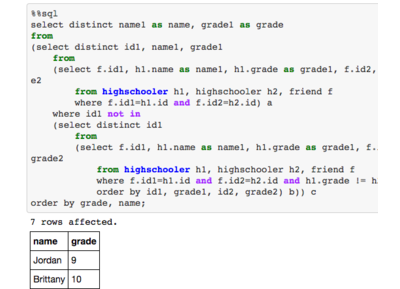 %%sql
select distinct name1 as name, grade1 as grade
from
(select distinct id1, name1, grade1
from
(select f.id1, h1.name as name1, h1.grade as grade1, f.id2,
e2
from highschooler h1, highschooler h2, friend f
where f.id1=h1.id and f.id2=h2.id) a
where id1 not in
(select distinct id1
from
(select f.id1, h1.name as name1, h1.grade as grade1, f.
grade2
from highschooler h1, highschooler h2, friend f
where f.id1=h1.id and f.id2=h2.id and h1.grade != h
order by id1, grade1, id2, grade2) b)) c
order by grade, name;
7 rows affected.
name grade
Jordan 9
Brittany 10